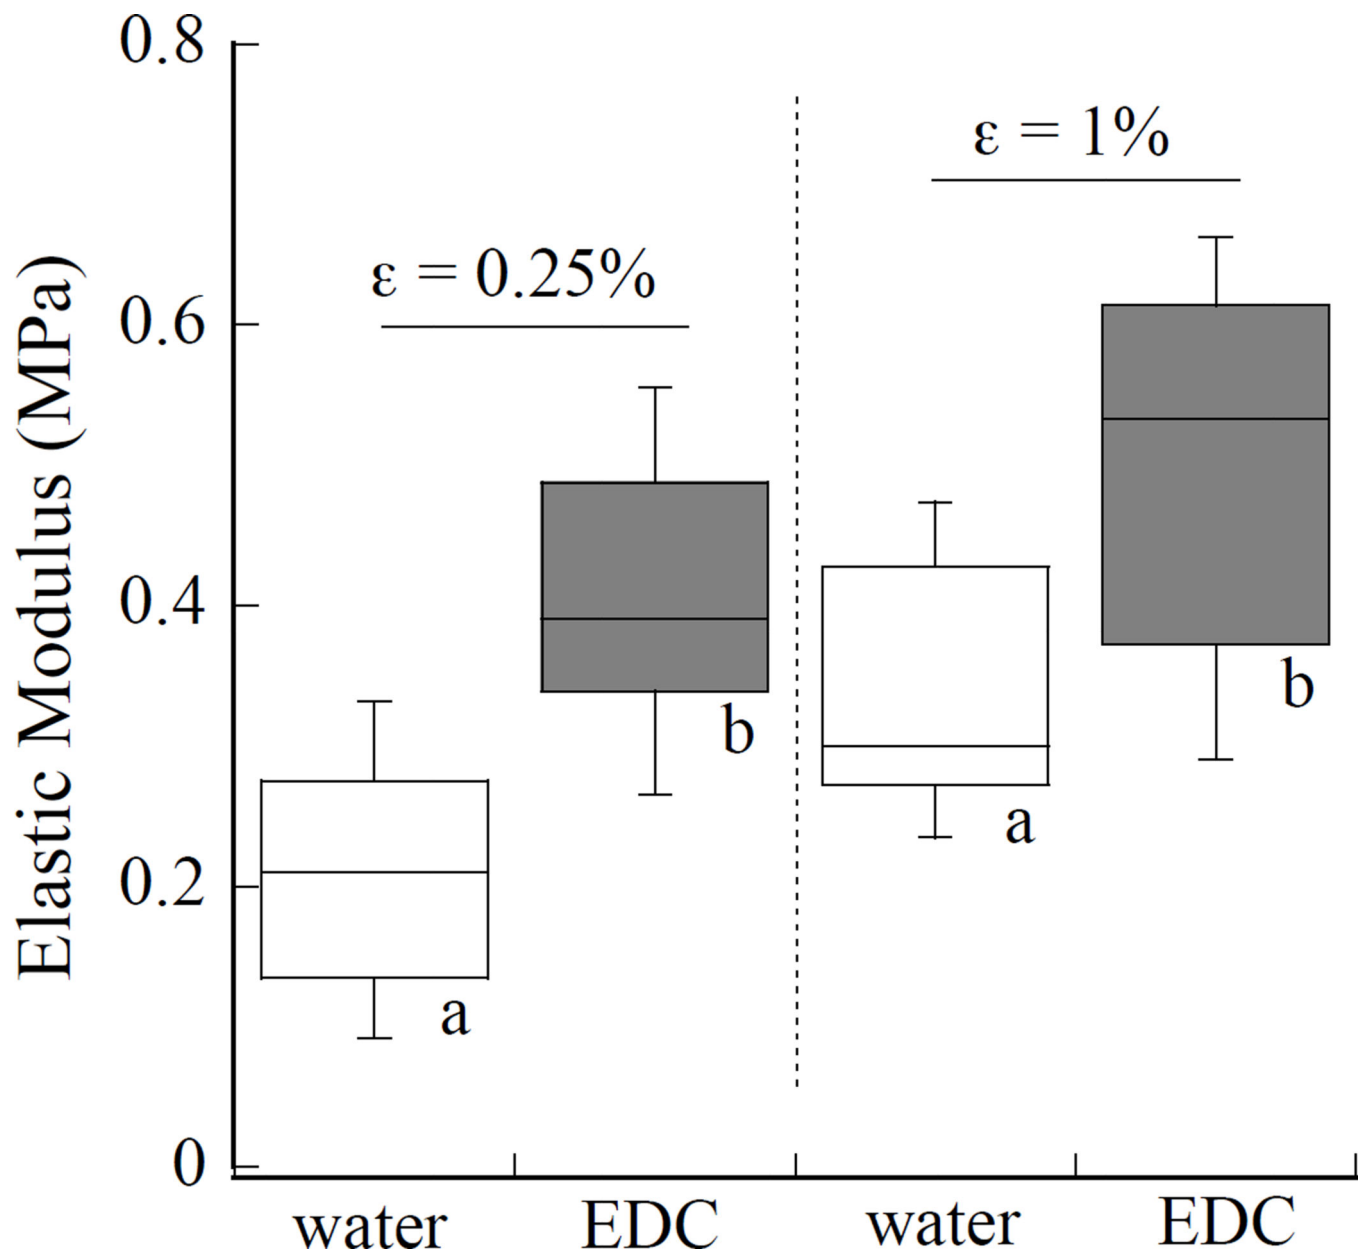 Elastic Modulus (MPa)
0.8
0.6
0.4
0.2
0
ε = 0.25%
ε = 1%
a
b
a
b
water
EDC
water
EDC